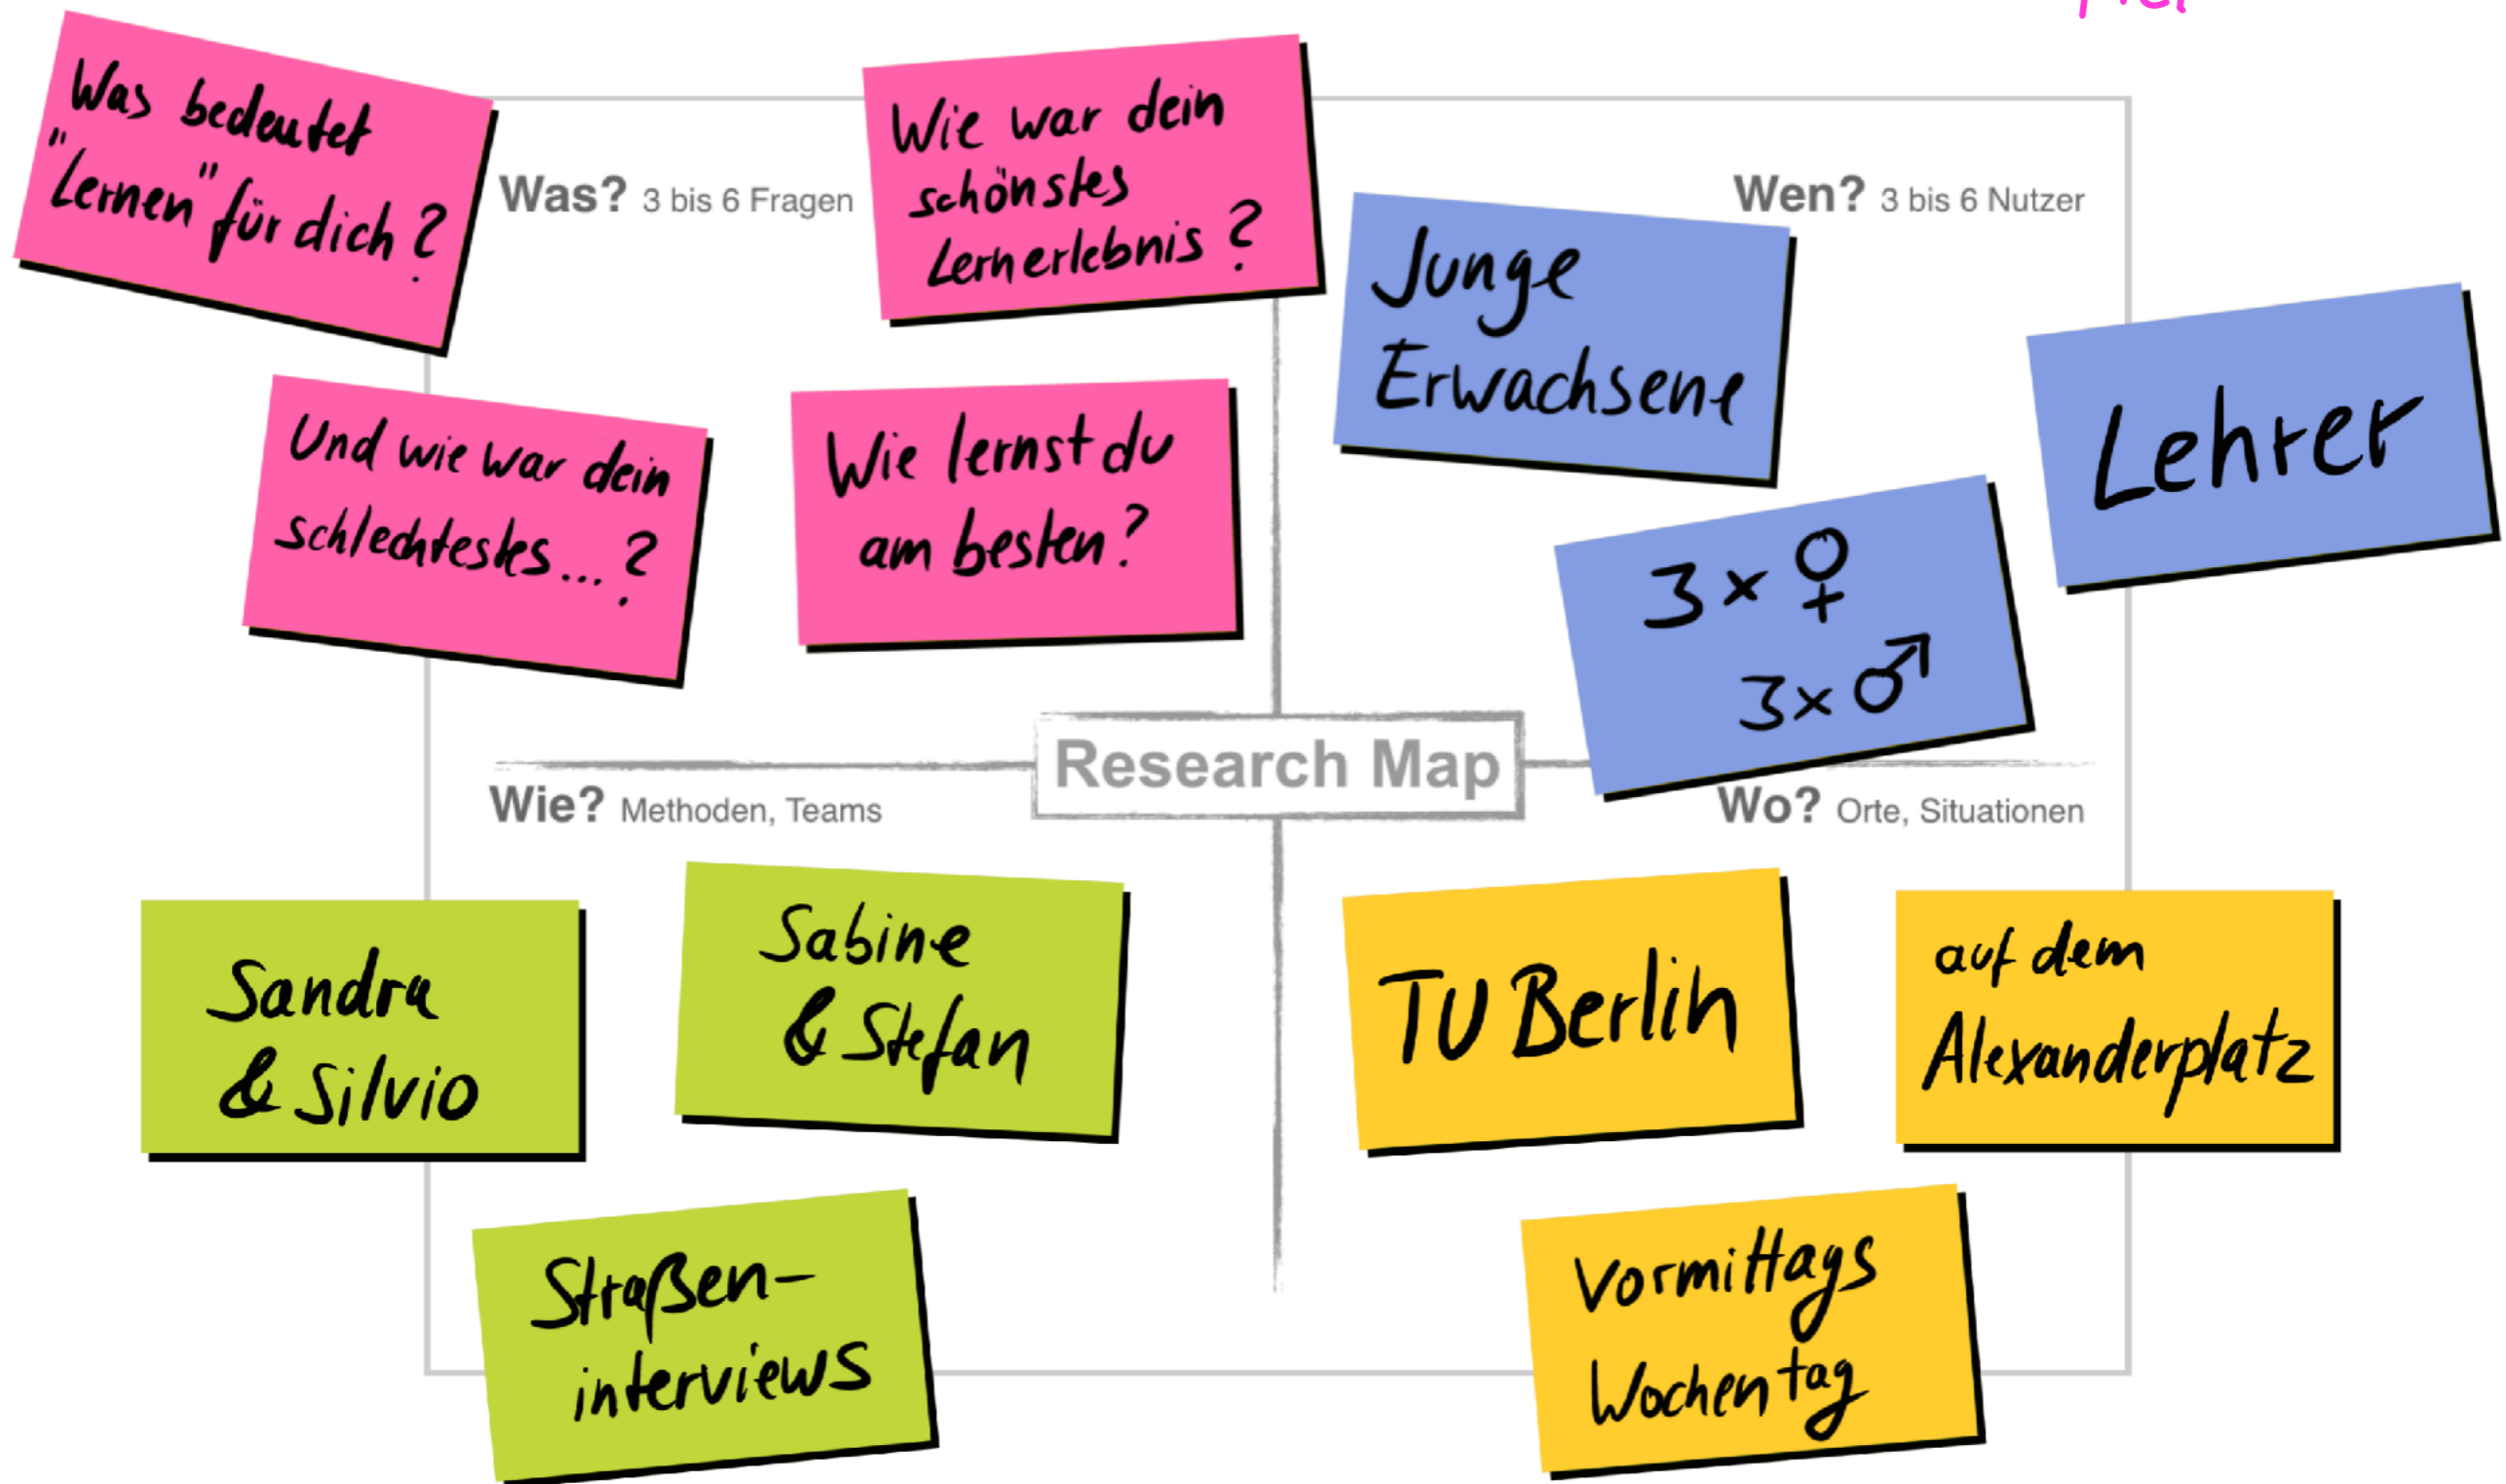 Was bedeutet
"Lernen" für dich?
Was? 3 bis 6 Fragen
Wie war dein
schönstes
Lernerlebnis?
Und wie war dein
schlechtestes...?
Wie lernst du
am besten?
Wen? 3 bis 6 Nutzer
Junge
Erwachsene
Lehrer
3x ♀
3x ♂
Research Map
Wie? Methoden, Teams
Sandra
& Silvio
Sabine
& Stefan
Straßen-
interviews
Wo? Orte, Situationen
TU Berlin
auf dem
Alexanderplatz
Vormittags
Wochentag